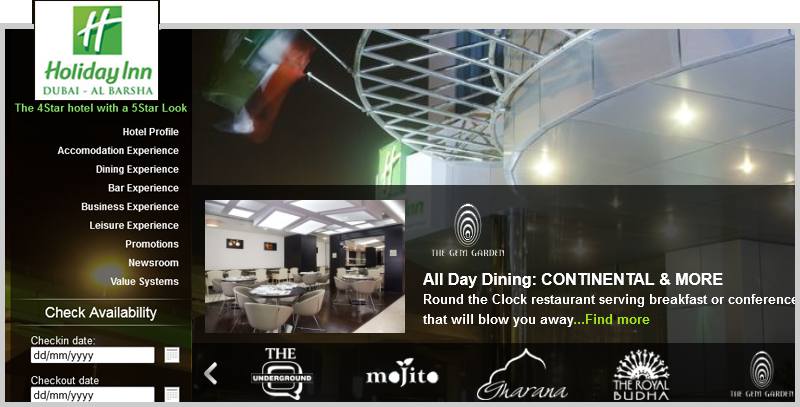 Holiday Inn
DUBAI - AL BARSHA
The 4Star hotel with a 5Star Look
Hotel Profile
Accomodation Experience
Dining Experience
Bar Experience
Business Experience
Leisure Experience
Promotions
Newsroom
Value Systems
Check Availability
Checkin date:
dd/mm/yyyy
Checkout date
dd/mm/yyyy
THE GEM GARDEN
All Day Dining: CONTINENTAL & MORE
Round the Clock restaurant serving breakfast or conference
that will blow you away...Find more
THE
UNDERGROUND
mojito
Gharana
THE ROYAL
BUDHA
THE GEM GARDEN